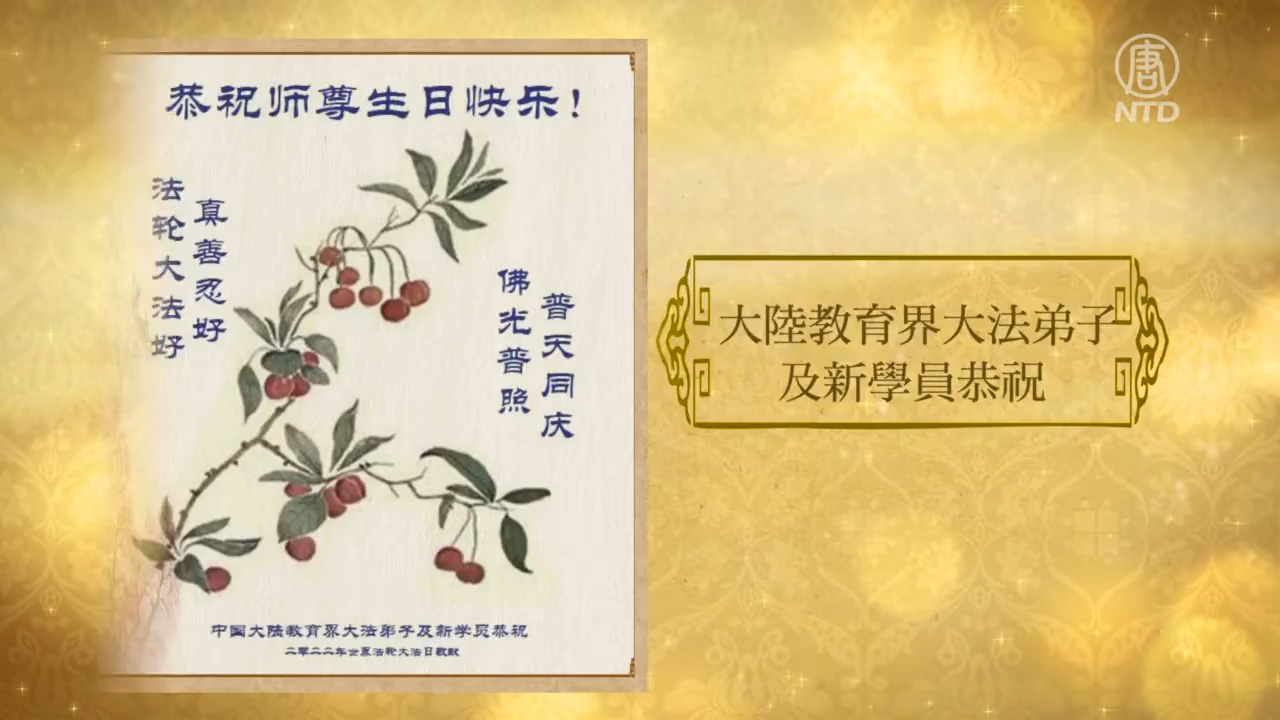 恭祝师尊生日快乐!
法轮大法好
真善忍好
佛光普照
普天同庆
中国大陆教育界大法弟子及新学员恭祝
二零二二年世界法轮大法日敬献
唐
NTD
大陸教育界大法弟子
及新學員恭祝